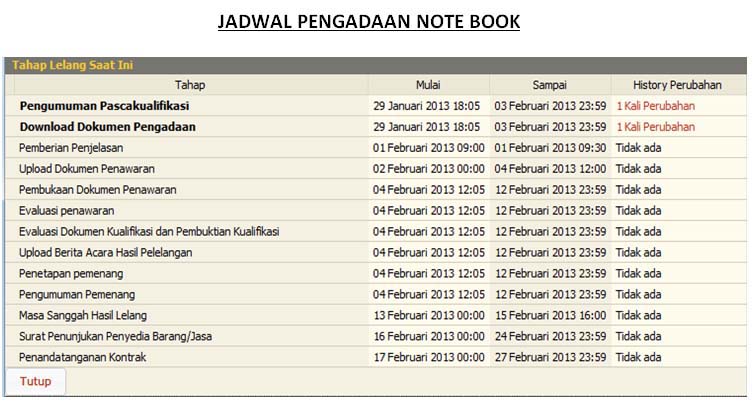 JADWAL PENGADAAN NOTE BOOK
Tahap Lelang Saat Ini
Tahap Mulai Sampai History Perubahan
Pengumuman Pascakualifikasi 29 Januari 2013 18:05 03 Februari 2013 23:59 1 Kali Perubahan
Download Dokumen Pengadaan 29 Januari 2013 18:05 03 Februari 2013 23:59 1 Kali Perubahan
Pemberian Penjelasan 01 Februari 2013 09:00 01 Februari 2013 09:30 Tidak ada
Upload Dokumen Penawaran 02 Februari 2013 00:00 04 Februari 2013 12:00 Tidak ada
Pembukaan Dokumen Penawaran 04 Februari 2013 12:05 12 Februari 2013 23:59 Tidak ada
Evaluasi penawaran 04 Februari 2013 12:05 12 Februari 2013 23:59 Tidak ada
Evaluasi Dokumen Kualifikasi dan Pembuktian Kualifikasi 04 Februari 2013 12:05 12 Februari 2013 23:59 Tidak ada
Upload Berita Acara Hasil Pelelangan 04 Februari 2013 12:05 12 Februari 2013 23:59 Tidak ada
Penetapan pemenang 04 Februari 2013 12:05 12 Februari 2013 23:59 Tidak ada
Pengumuman Pemenang 04 Februari 2013 12:05 12 Februari 2013 23:59 Tidak ada
Masa Sanggah Hasil Lelang 13 Februari 2013 00:00 15 Februari 2013 16:00 Tidak ada
Surat Penunjukan Penyedia Barang/Jasa 16 Februari 2013 00:00 24 Februari 2013 23:59 Tidak ada
Penandatanganan Kontrak 17 Februari 2013 00:00 27 Februari 2013 23:59 Tidak ada
Tutup